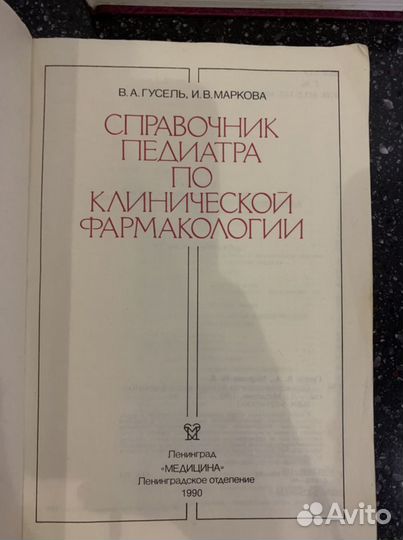 В. А. ГУСЕЛЬ, И. В. МАРКОВА
СПРАВОЧНИК
ПЕДИАТРА
ПО
КЛИНИЧЕСКОЙ
ФАРМАКОЛОГИИ
Ленинград
«МЕДИЦИНА»
Ленинградское отделение
1990
Avito